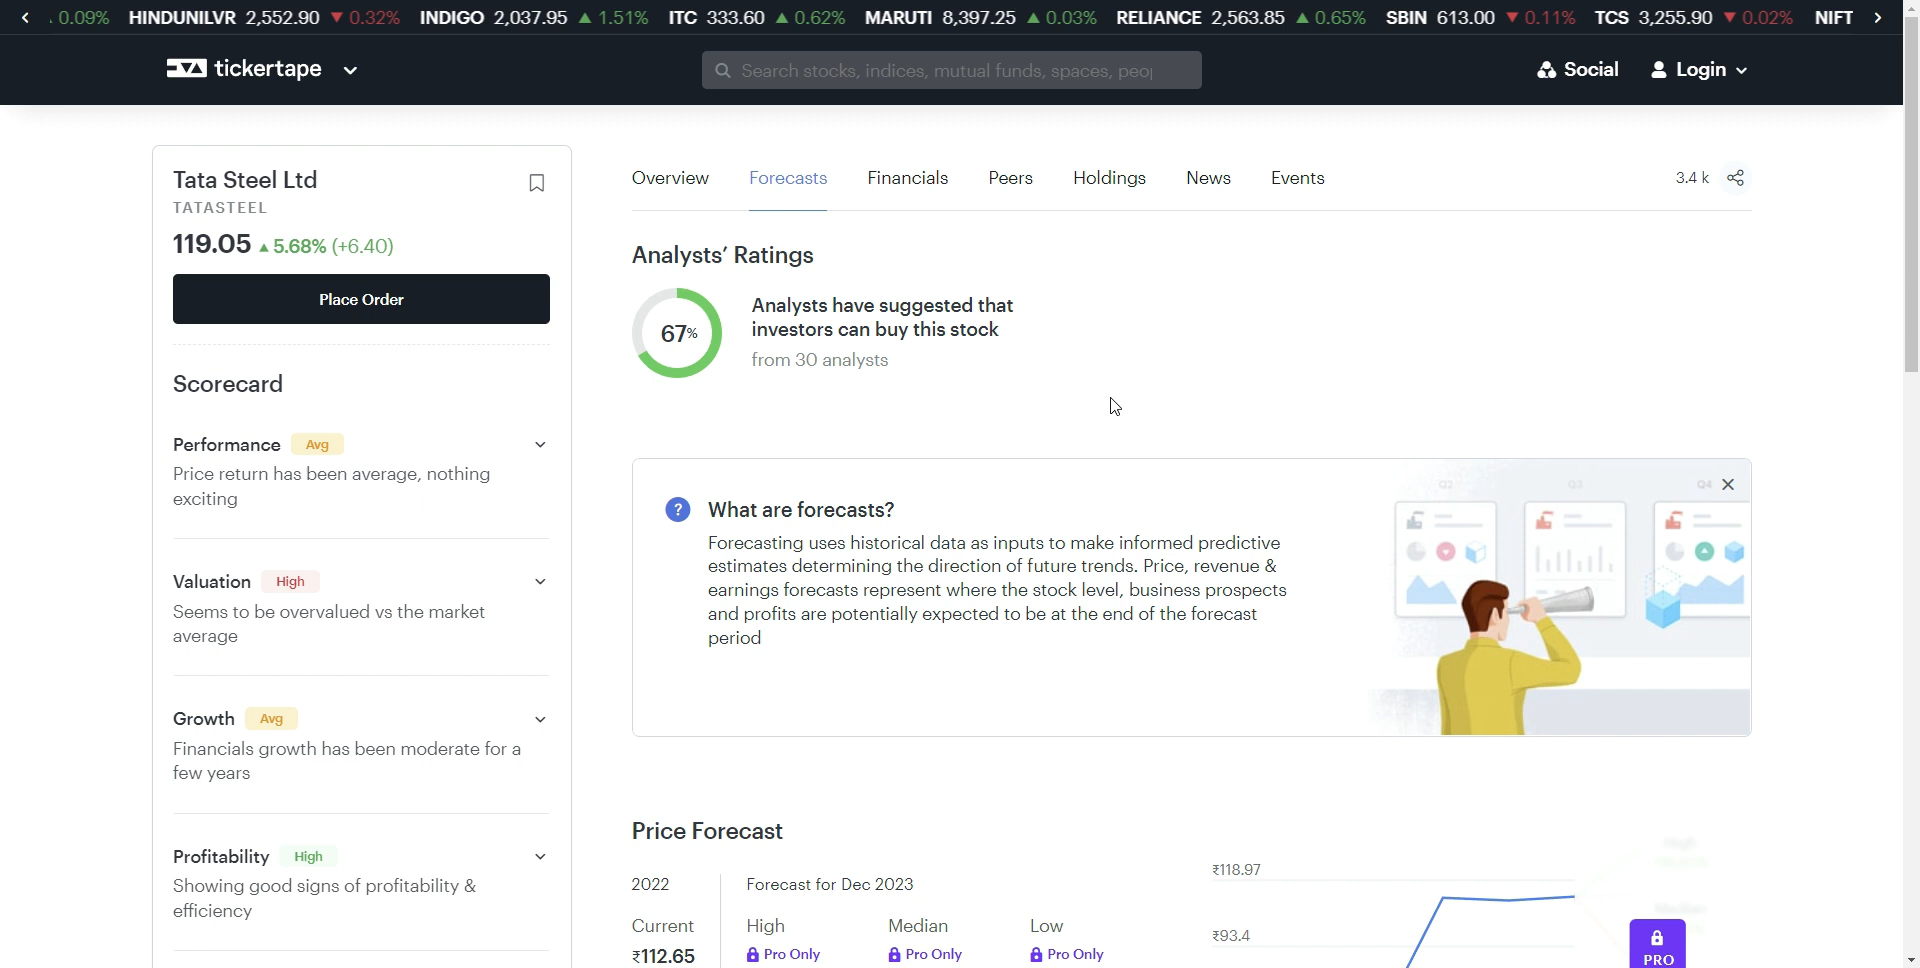 0.09% HINDUNILVR 2,552.90 ▼ 0.32% INDIGO 2,037.95 ▲ 1.51% ITC 333.60 ▲ 0.62% MARUTI 8,397.25 ▲ 0.03% RELIANCE 2,563.85 ▲ 0.65% SBIN 613.00 ▼ 0.11% TCS 3,255.90 ▼ 0.02% NIFT
tickertape
Search stocks, indices, mutual funds, spaces,
Social
Login
Tata Steel Ltd
TATASTEEL
119.05 ▲ 5.68% (+6.40)
Place Order
Scorecard
Performance Avg
Price return has been average, nothing
exciting
Valuation High
Seems to be overvalued vs the market
average
Growth Avg
Financials growth has been moderate for a
few years
Profitability High
Showing good signs of profitability &
efficiency
Overview Forecasts Financials Peers Holdings News Events
3.4 k
Analysts’ Ratings
67%
Analysts have suggested that
investors can buy this stock
from 30 analysts
? What are forecasts?
Forecasting uses historical data as inputs to make informed predictive
estimates determining the direction of future trends. Price, revenue &
earnings forecasts represent where the stock level, business prospects
and profits are potentially expected to be at the end of the forecast
period
Q2 Q3 Q4
Price Forecast
2022 Forecast for Dec 2023
Current High Median Low
₹112.65 Pro Only Pro Only Pro Only
₹118.97
₹93.4
PRO